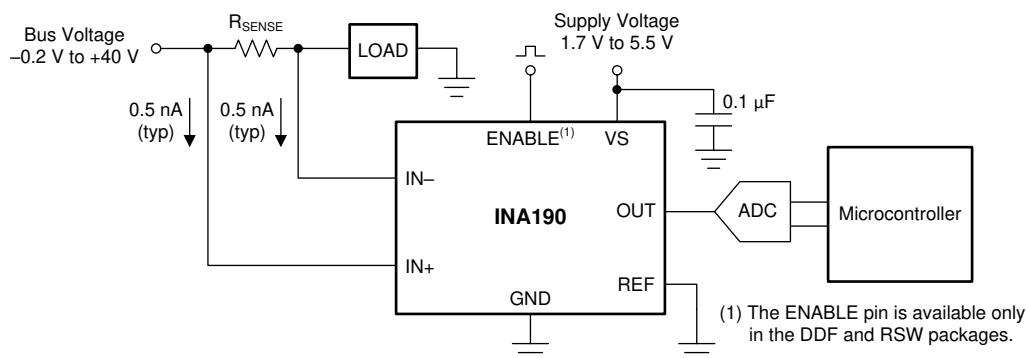 Bus Voltage
–0.2 V to +40 V
RSENSE
LOAD
Supply Voltage
1.7 V to 5.5 V
0.5 nA
(typ)
0.5 nA
(typ)
0.1 µF
ENABLE(1)
VS
IN–
INA190
OUT
ADC
Microcontroller
IN+
REF
GND
(1) The ENABLE pin is available only
in the DDF and RSW packages.